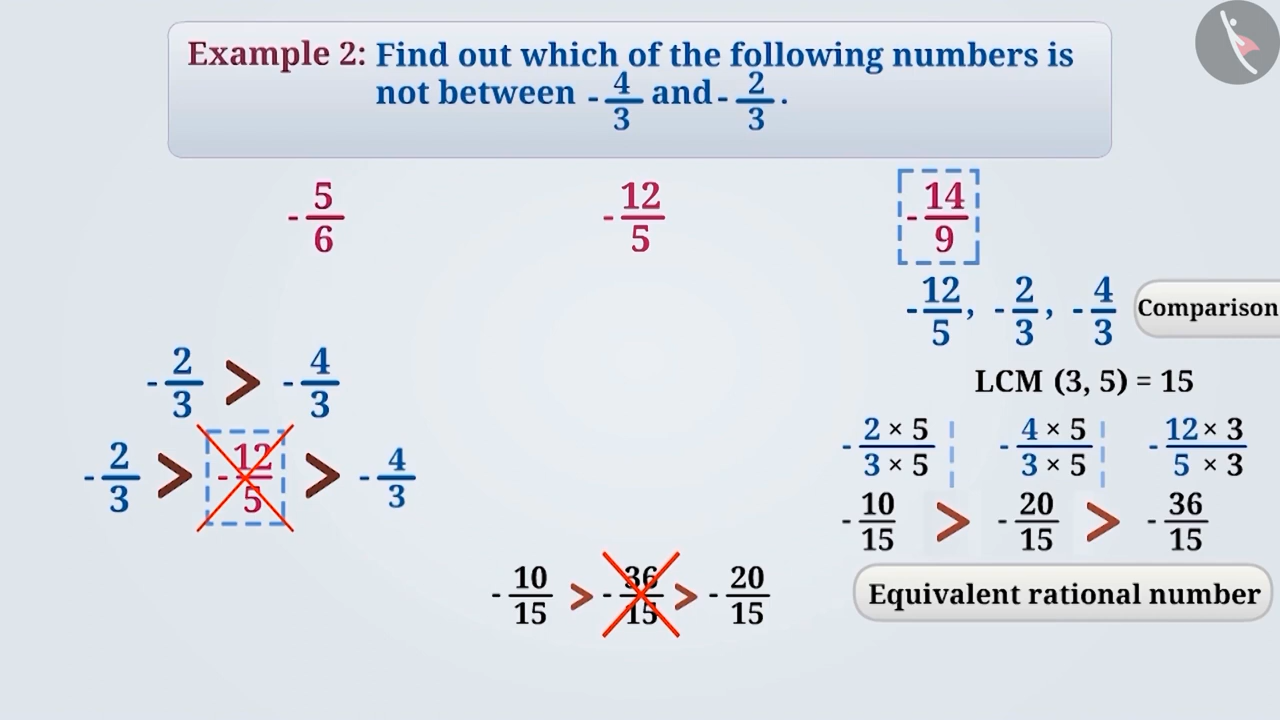 Example 2: Find out which of the following numbers is
not between -4/3 and -2/3.
-5/6 -12/5 -14/9
-12/5, -2/3, -4/3 Comparison
LCM (3, 5) = 15
-2/3 > -4/3
-2/3 > -12/5 > -4/3
-2 × 5/3 × 5 -4 × 5/3 × 5 -12 × 3/5 × 3
-10/15 > -20/15 > -36/15
-10/15 > -36/15 > -20/15
Equivalent rational number